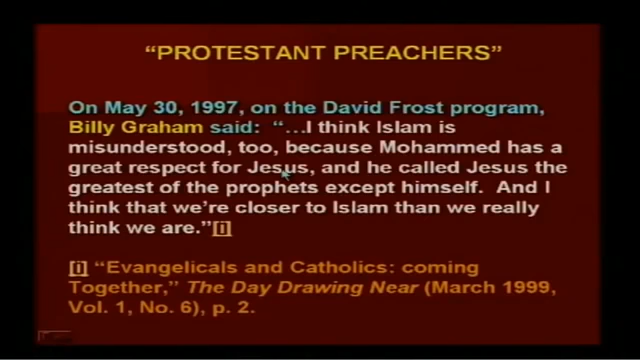 “PROTESTANT PREACHERS”
On May 30, 1997, on the David Frost program,
Billy Graham said: “…I think Islam is
misunderstood, too, because Mohammed has a
great respect for Jesus, and he called Jesus the
greatest of the prophets except himself. And I
think that we’re closer to Islam than we really
think we are.”[i]
[i] “Evangelicals and Catholics: coming
Together,” The Day Drawing Near (March 1999,
Vol. 1, No. 6), p. 2.